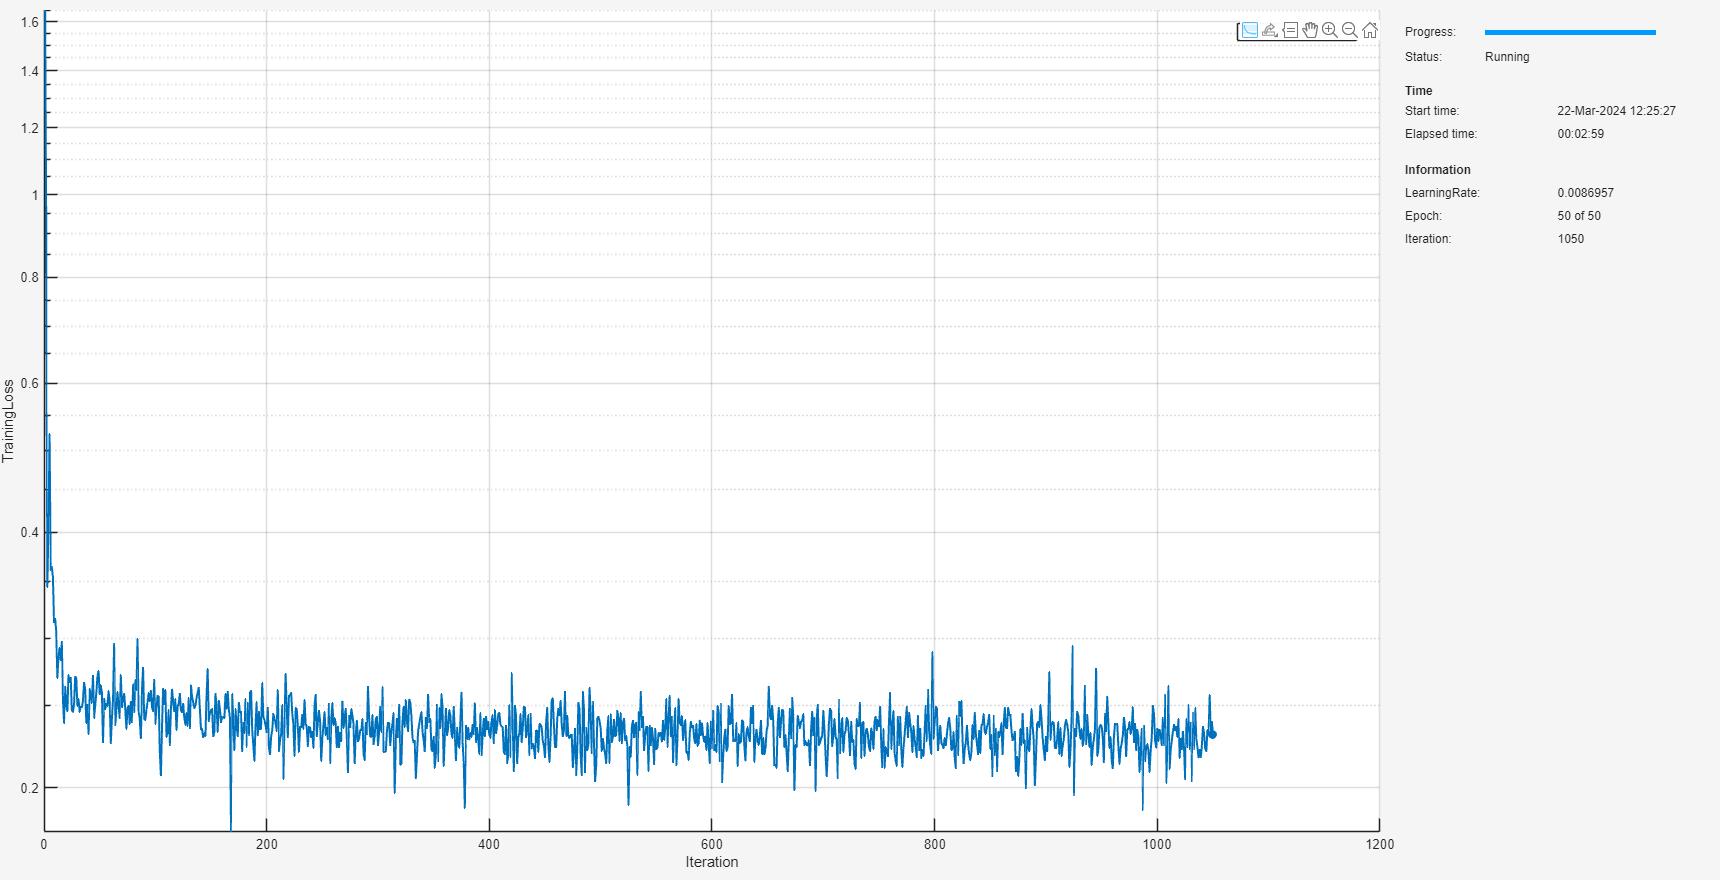 1.6
1.4
1.2
1
0.8
0.6
0.4
0.2
TrainingLoss
0
200
400
600
800
1000
1200
Iteration
Progress:
Status: Running
Time
Start time: 22-Mar-2024 12:25:27
Elapsed time: 00:02:59
Information
LearningRate: 0.0086957
Epoch: 50 of 50
Iteration: 1050